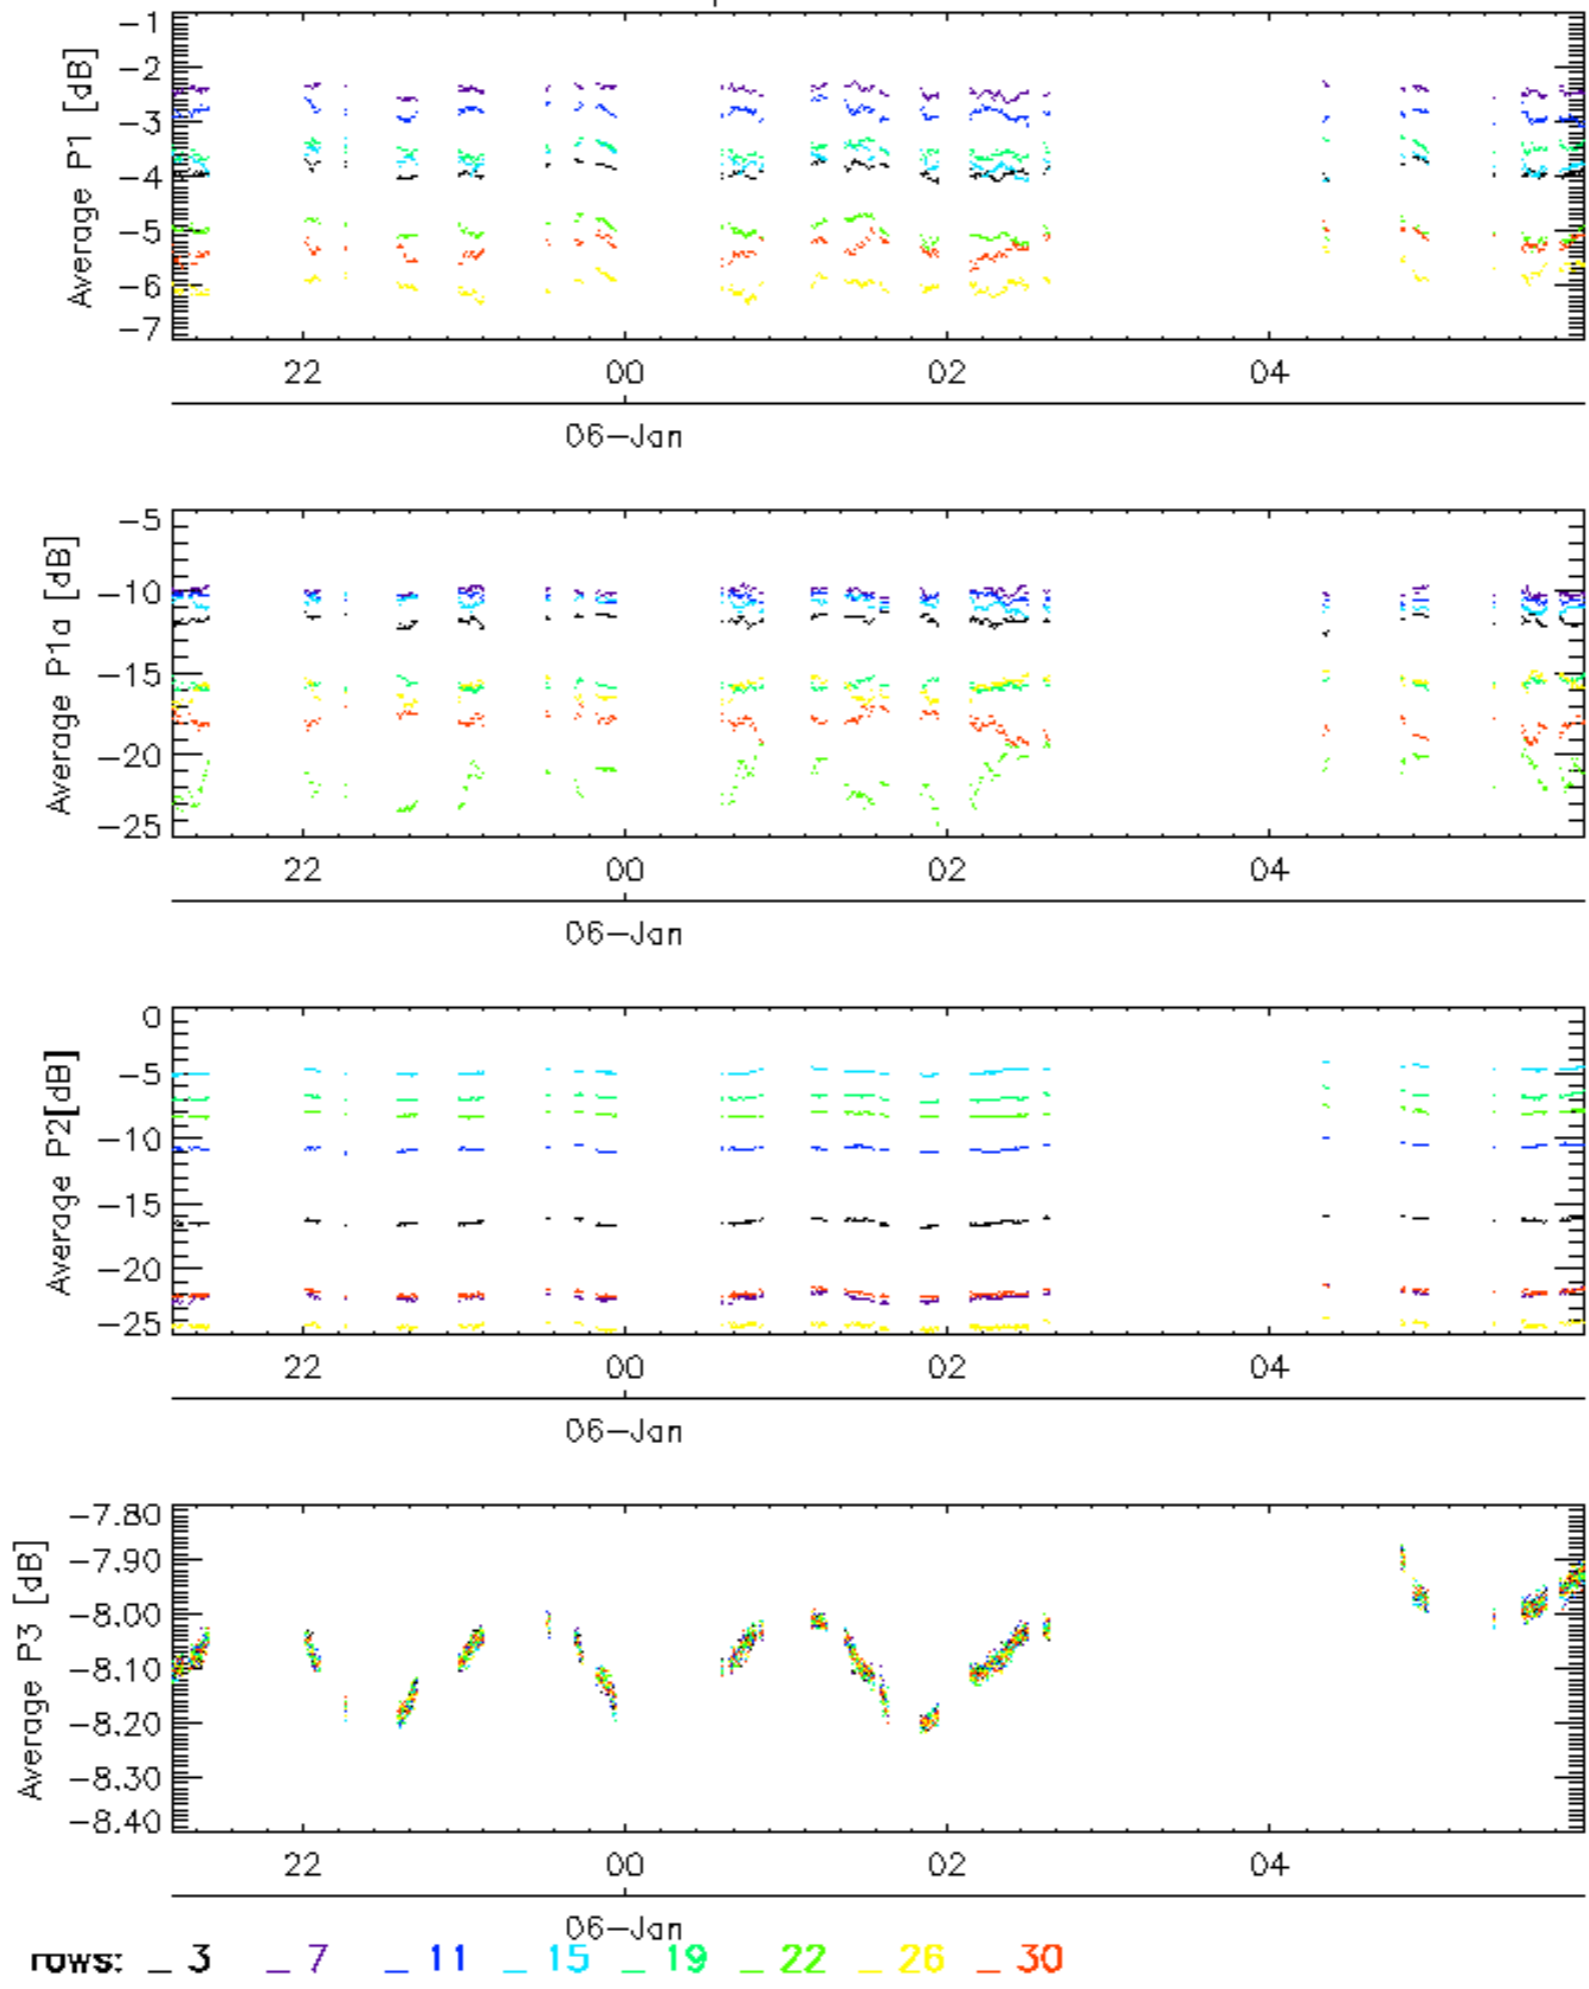 Average P1 [dB]
−1
−2
−3
−4
−5
−6
−7
22 00 02 04
06−Jan
Average P1a [dB]
−5
−10
−15
−20
−25
22 00 02 04
06−Jan
Average P2[dB]
0
−5
−10
−15
−20
−25
22 00 02 04
06−Jan
Average P3 [dB]
−7.80
−7.90
−8.00
−8.10
−8.20
−8.30
−8.40
22 00 02 04
06−Jan
rows: _ 3 _ 7 _ 11 _ 15 _ 19 _ 22 _ 26 _ 30